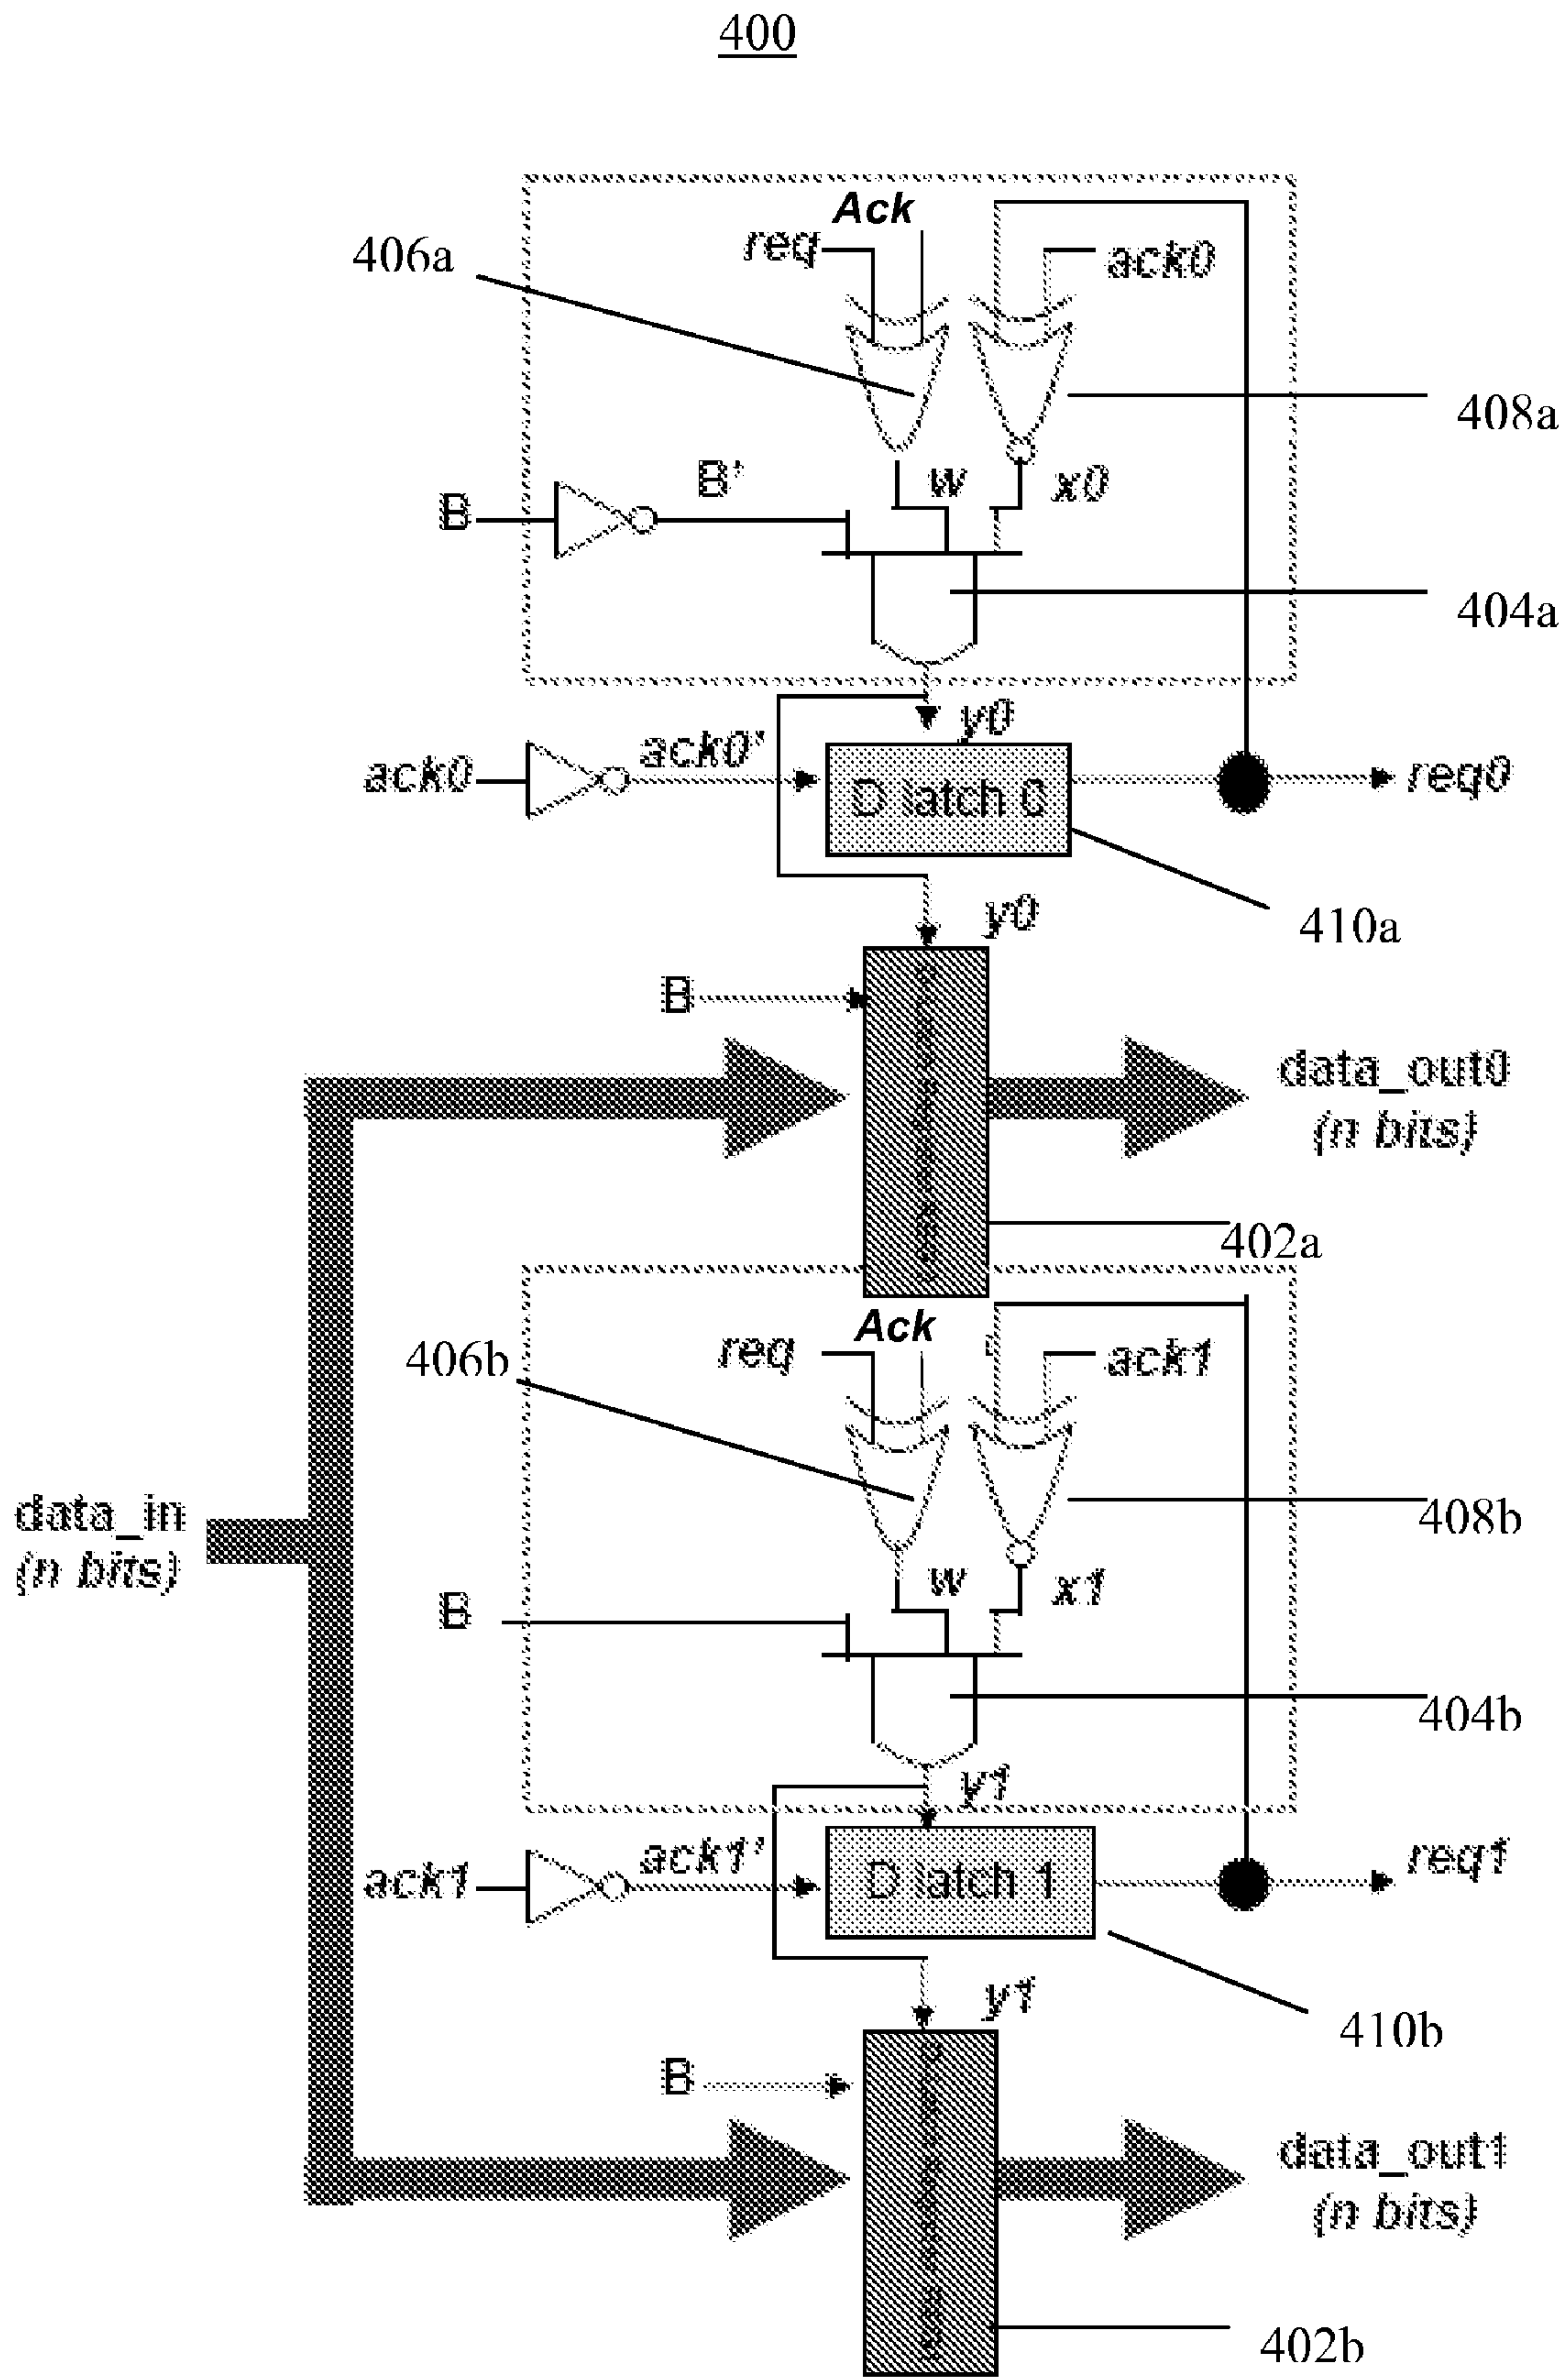 400
Ack
req
ack0
406a
408a
B
B'
w
x0
404a
y0
ack0
ack0'
D latch 0
req0
y0
410a
B
data_out0
(n bits)
402a
Ack
req
ack1
406b
408b
data_in
(n bits)
w
x1
B
404b
y1
ack1
ack1'
D latch 1
req1
y1
410b
B
data_out1
(n bits)
402b